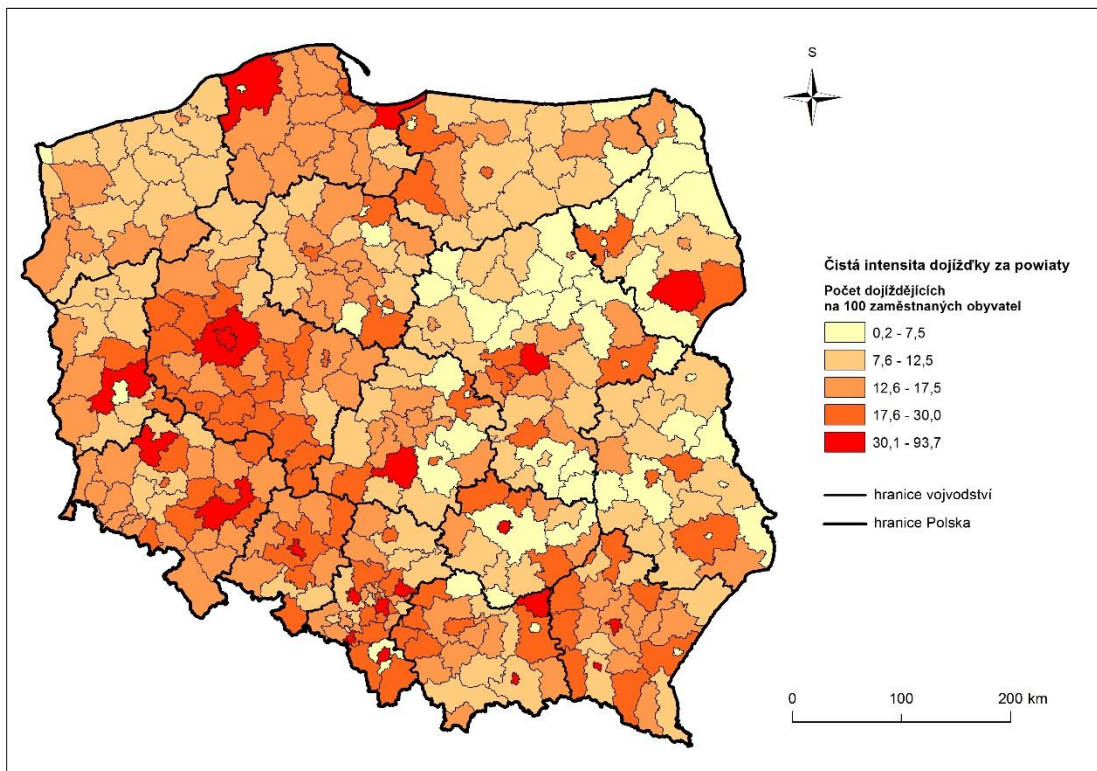 S
Čistá intensita dojížďky za powiaty
Počet dojíždějících
na 100 zaměstnaných obyvatel
0,2 - 7,5
7,6 - 12,5
12,6 - 17,5
17,6 - 30,0
30,1 - 93,7
hranice vojvodství
hranice Polska
0 100 200 km